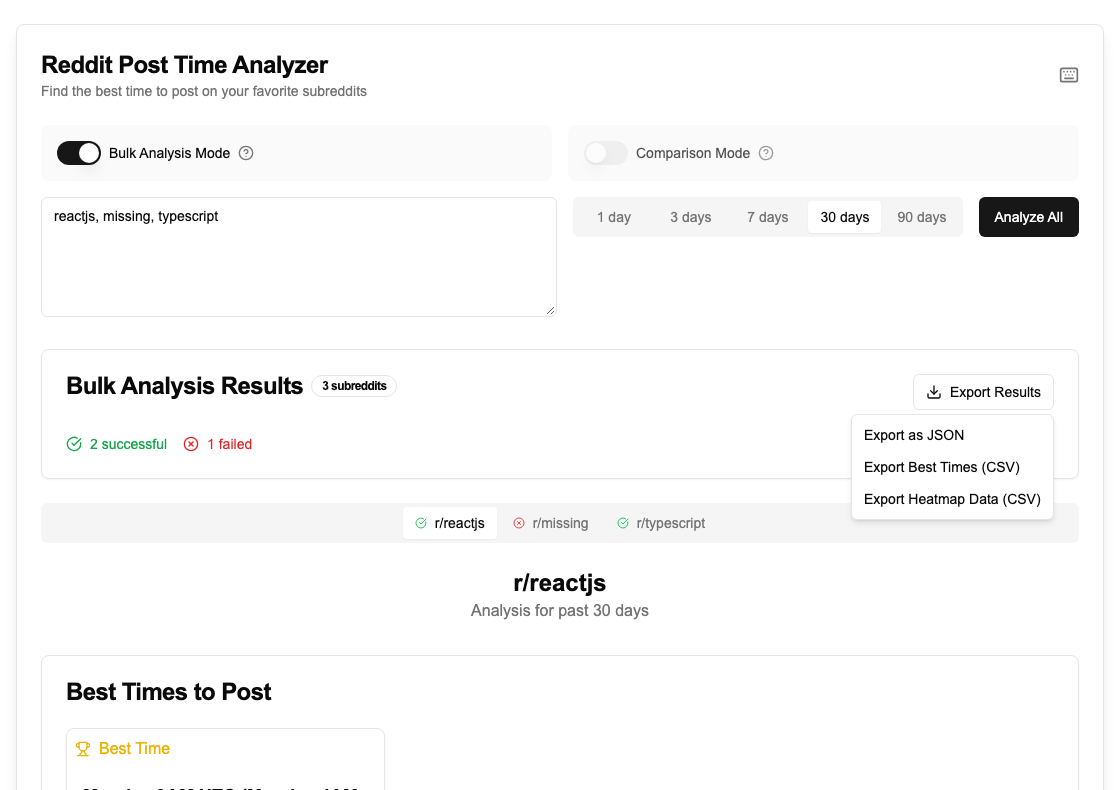 Reddit Post Time Analyzer
Find the best time to post on your favorite subreddits
Bulk Analysis Mode
Comparison Mode
reactjs, missing, typescript
1 day
3 days
7 days
30 days
90 days
Analyze All
Bulk Analysis Results
3 subreddits
Export Results
2 successful
1 failed
Export as JSON
Export Best Times (CSV)
Export Heatmap Data (CSV)
r/reactjs
r/missing
r/typescript
r/reactjs
Analysis for past 30 days
Best Times to Post
Best Time